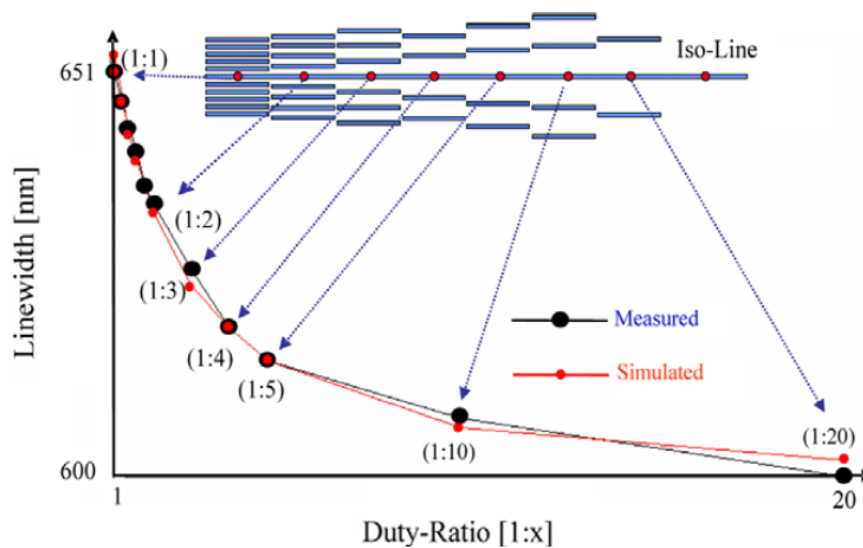 (1:1)
Iso-Line
651
(1:2)
(1:3)
Measured
(1:4)
Simulated
(1:5)
(1:20)
(1:10)
600
1
20
Linewidth [nm]
Duty-Ratio [1:x]